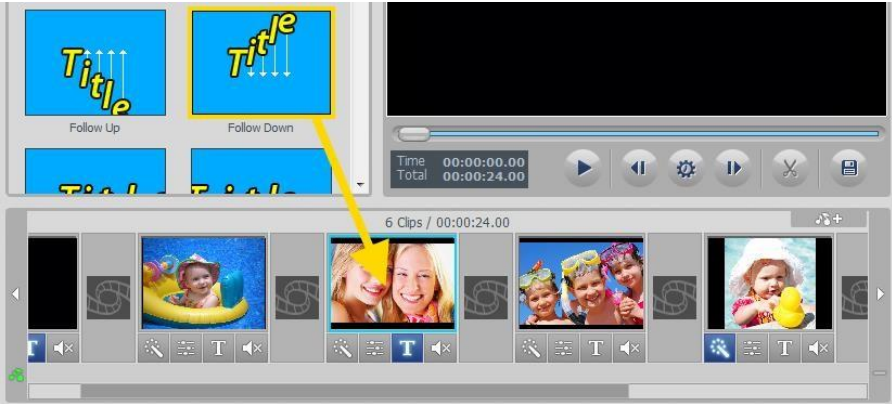 Title
Title
Follow Up
Follow Down
Time 00:00:00.00
Total 00:00:24.00
6 Clips / 00:00:24.00
T
T
T
T
T